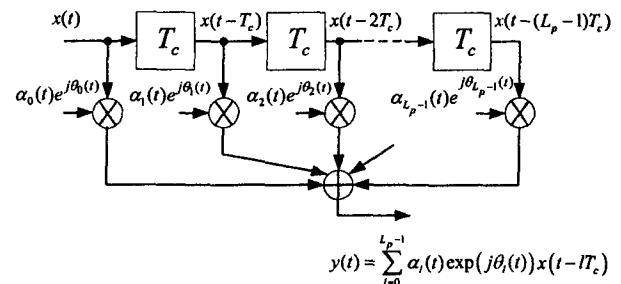 x(t) T_c x(t−T_c) T_c x(t−2T_c) T_c x(t−(L_p−1)T_c)
α_0(t)e^{jθ_0(t)} α_1(t)e^{jθ_1(t)} α_2(t)e^{jθ_2(t)} α_{L_p−1}(t)e^{jθ_{L_p−1}(t)}
y(t) = \sum_{l=0}^{L_p−1} α_l(t) exp(jθ_l(t)) x(t−lT_c)